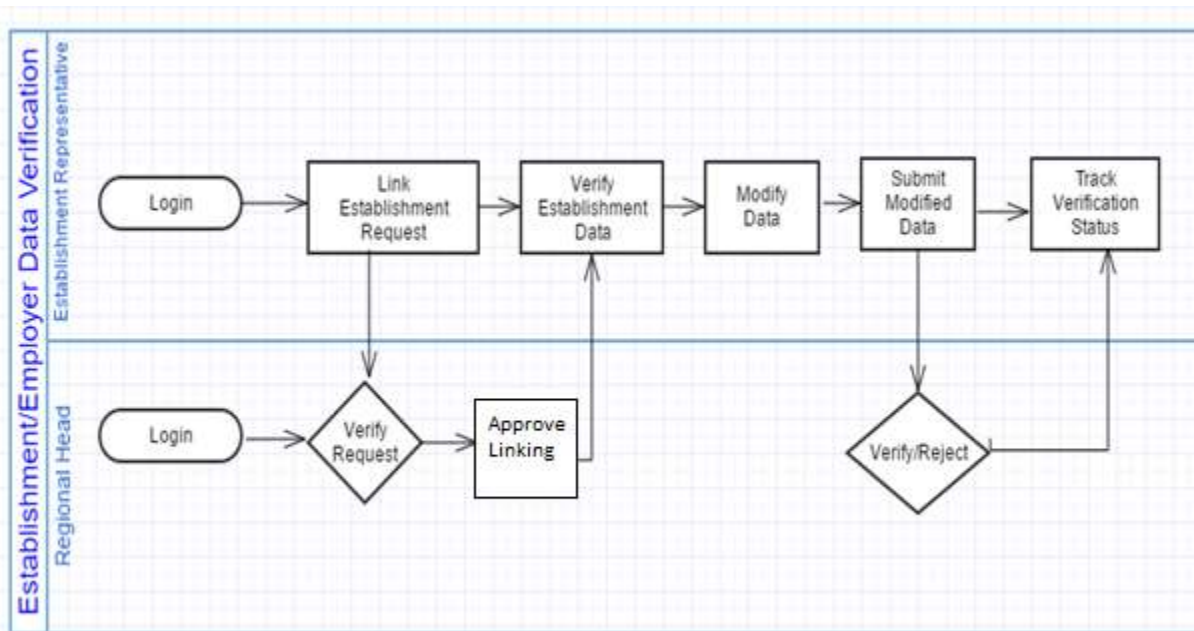 Establishment/Employer Data Verification
Establishment Representative
Login
Link
Establishment
Request
Verify
Establishment
Data
Modify
Data
Submit
Modified
Data
Track
Verification
Status
Regional Head
Login
Verify
Request
Approve
Linking
Verify/Reject